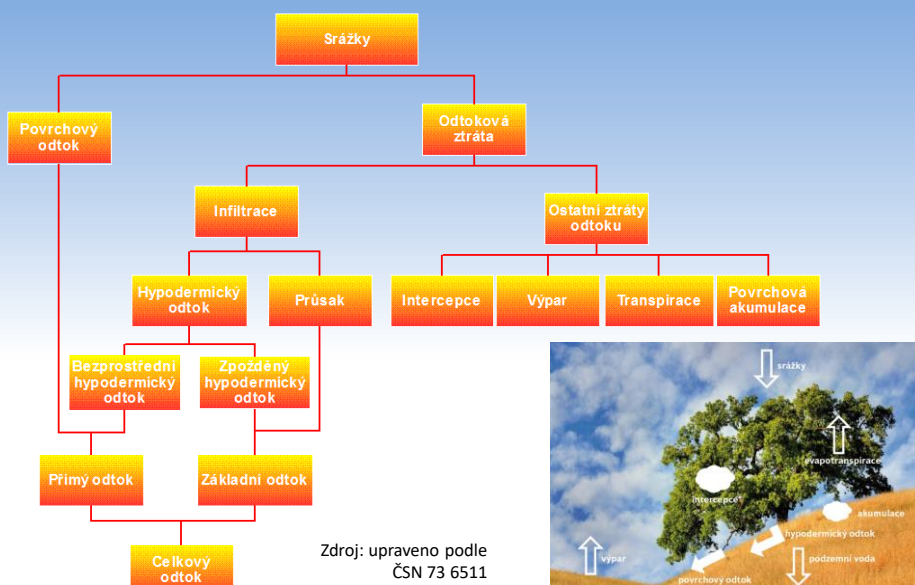 Srážky
Povrchový
odtok
Odtoková
ztráta
Infiltrace
Ostatní ztráty
odtoku
Hypodermický
odtok
Průsak
Intercepce
Výpar
Transpirace
Povrchová
akumulace
Bezprostřední
hypodermický
odtok
Zpožděný
hypodermický
odtok
Přímý odtok
Základní odtok
Celkový
odtok
Zdroj: upraveno podle
ČSN 73 6511
srážky
evapotranspirace
intercepce
akumulace
hypodermický odtok
výpar
podzemní voda
povrchový odtok